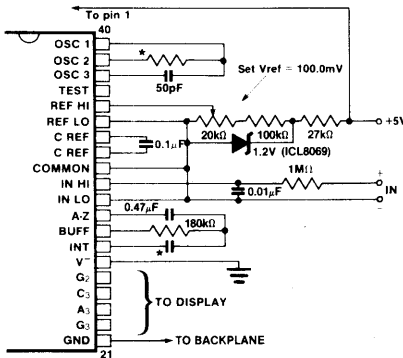 To pin 1
40
OSC 1
OSC 2
*
OSC 3
50pF
Set Vref = 100.0mV
TEST
REF HI
REF LO
+5V
20kΩ
100kΩ
27kΩ
C REF
0.1µF
1.2V (ICL8069)
C REF
COMMON
1MΩ
IN HI
+
0.01µF
IN
IN LO
−
0.47µF
A-Z
BUFF
180kΩ
INT
*
V−
G2
C3
TO DISPLAY
A3
G3
GND
TO BACKPLANE
21